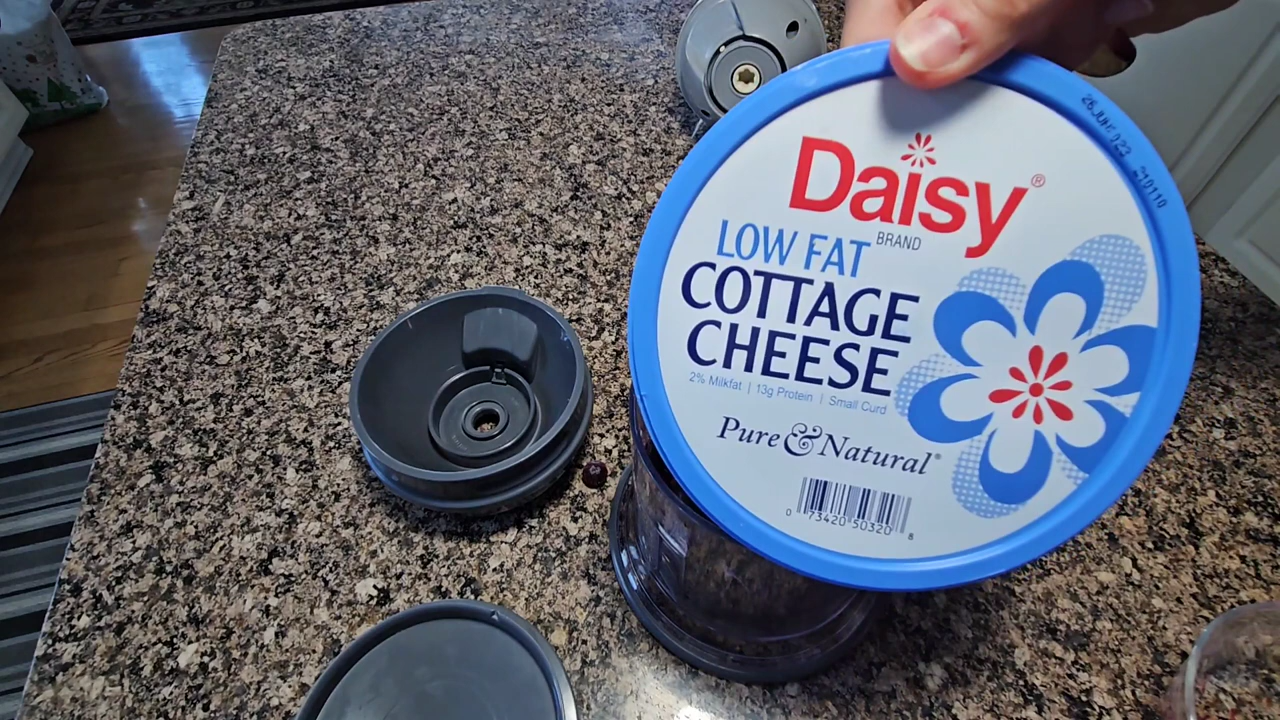 Daisy®
BRAND
LOW FAT
COTTAGE
CHEESE
2% Milkfat | 13g Protein | Small Curd
Pure & Natural®
0 73420 50320 8